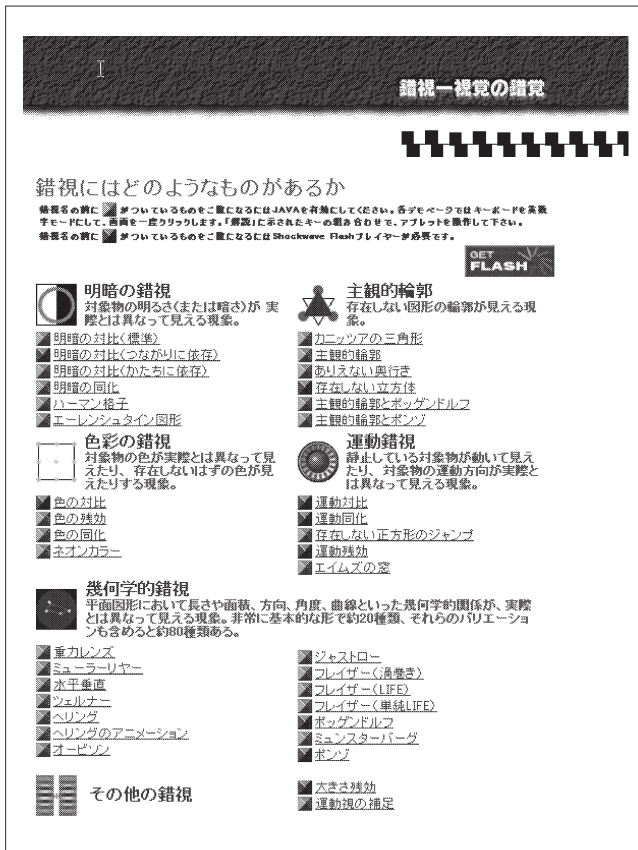 錯視ー視覚の錯覚
錯視にはどのようなものがあるか
錯視名の前に がついているものをご覧になるにはJAVAを有効にしてください。各デモページではキーボードを英数
字モードにして、画面を一度クリックします。「解説」に示されたキーの組み合わせで、アプレットを操作して下さい。
錯視名の前に がついているものをご覧になるにはShockwave Flashプレイヤーが必要です。
GET
FLASH
明暗の錯視
対象物の明るさ(または暗さ)が 実
際とは異なって見える現象。
明暗の対比(標準)
明暗の対比(つながりに依存)
明暗の対比(かたちに依存)
明暗の同化
ハーマン格子
エーレンシュタイン図形
主観的輪郭
存在しない図形の輪郭が見える現
象。
カニッツアの三角形
主観的輪郭
ありえない奥行き
存在しない立方体
主観的輪郭とポッゲンドルフ
主観的輪郭とポンゾ
色彩の錯視
対象物の色が実際とは異なって見
えたり、存在しないはずの色が見
えたりする現象。
色の対比
色の残効
色の同化
ネオンカラー
運動錯視
静止している対象物が動いて見え
たり、対象物の運動方向が実際と
は異なって見える現象。
運動対比
運動同化
存在しない正方形のジャンプ
運動残効
エイムズの窓
幾何学的錯視
平面図形において長さや面積、方向、角度、曲線といった幾何学的関係が、実際
とは異なって見える現象。非常に基本的な形で約20種類、それらのバリエーショ
ンも含めると約80種類ある。
重力レンズ
ミューラーリヤー
水平垂直
ツェルナー
ヘリング
ヘリングのアニメーション
オービソン
ジャストロー
フレイザー(渦巻き)
フレイザー(LIFE)
フレイザー(単純LIFE)
ポッゲンドルフ
ミュンスターバーグ
ポンゾ
その他の錯視
大きさ残効
運動視の補足